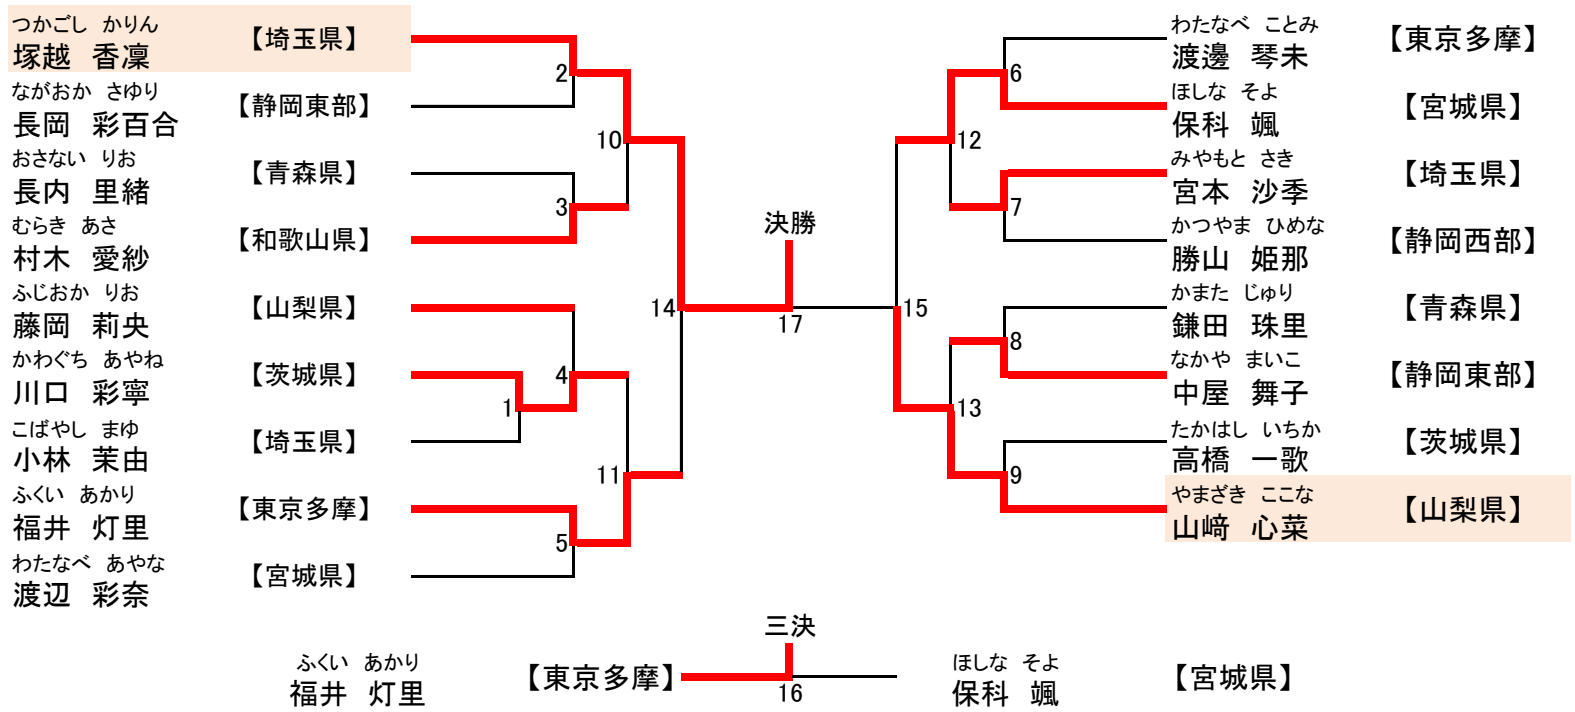 つかごし かりん
塚越 香凜 【埼玉県】
ながおか さゆり
長岡 彩百合 【静岡東部】
おさない りお
長内 里緒 【青森県】
むらき あさ
村木 愛紗 【和歌山県】
ふじおか りお
藤岡 莉央 【山梨県】
かわぐち あやね
川口 彩寧 【茨城県】
こばやし まゆ
小林 茉由 【埼玉県】
ふくい あかり
福井 灯里 【東京多摩】
わたなべ あやな
渡辺 彩奈 【宮城県】
2
10
3
14
4
1
11
5
決勝
17
6
12
7
15
8
13
9
わたなべ ことみ
渡邊 琴未 【東京多摩】
ほしな そよ
保科 颯 【宮城県】
みやもと さき
宮本 沙季 【埼玉県】
かつやま ひめな
勝山 姫那 【静岡西部】
かまた じゅり
鎌田 珠里 【青森県】
なかや まいこ
中屋 舞子 【静岡東部】
たかはし いちか
高橋 一歌 【茨城県】
やまざき ここな
山﨑 心菜 【山梨県】
三決
ふくい あかり
福井 灯里 【東京多摩】
16
ほしな そよ
保科 颯 【宮城県】